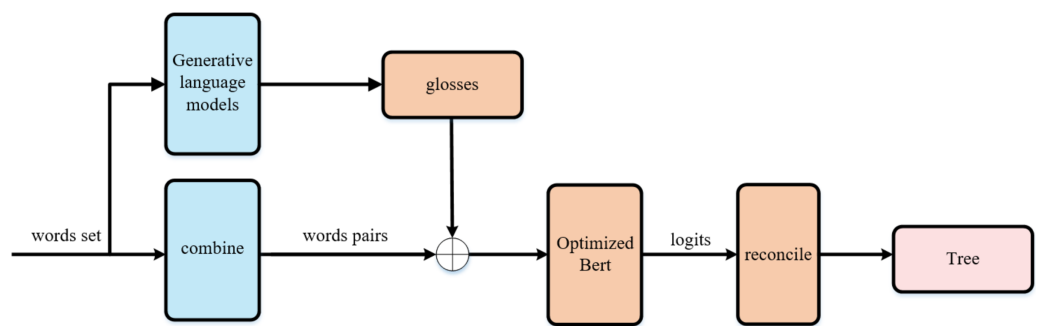 Generative
language
models
glosses
words set
combine
words pairs
Optimized
Bert
logits
reconcile
Tree